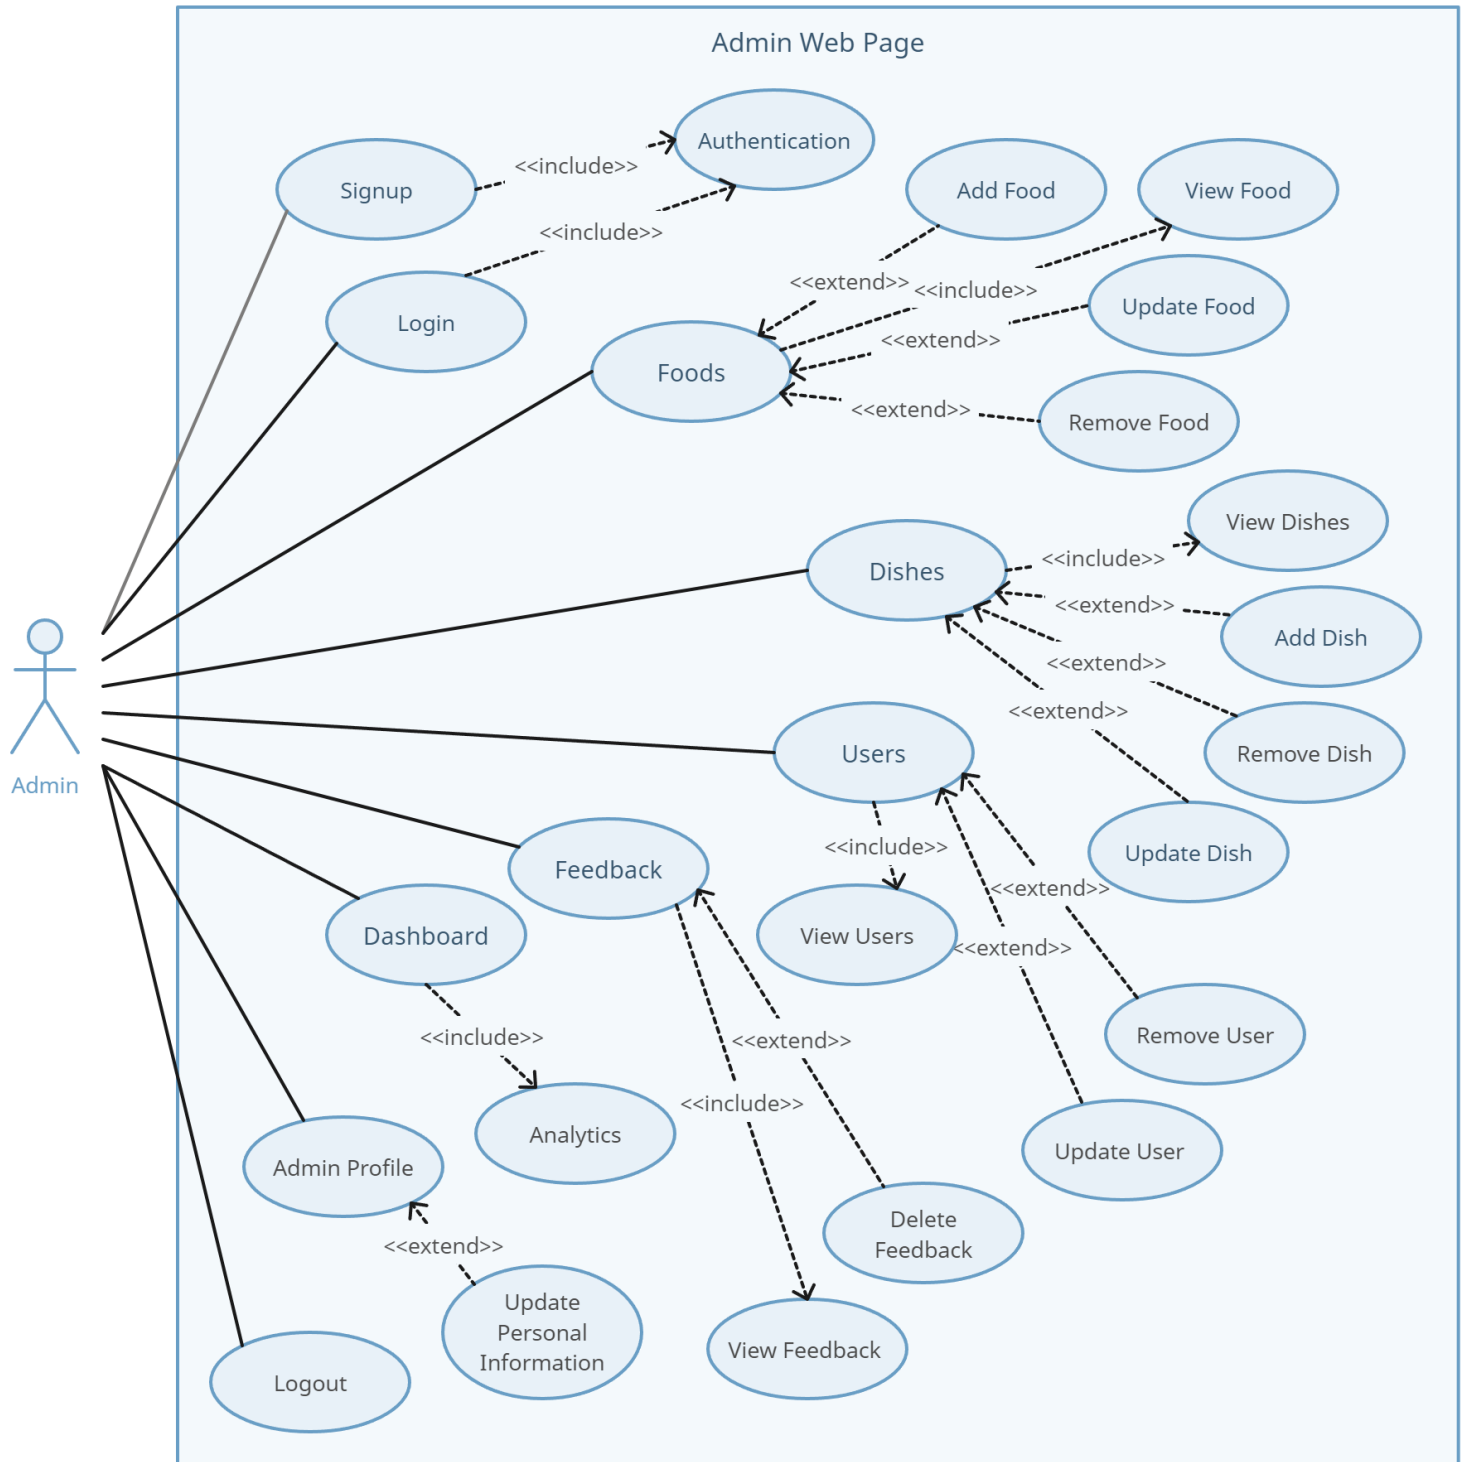 Admin Web Page
Authentication
Signup
<<include>>
Add Food
View Food
<<include>>
Login
<<extend>>
<<include>>
Update Food
<<extend>>
Foods
<<extend>>
Remove Food
View Dishes
Dishes
<<include>>
<<extend>>
Add Dish
<<extend>>
<<extend>>
Users
Remove Dish
Admin
<<include>>
Update Dish
Feedback
<<extend>>
Dashboard
View Users
<<extend>>
<<include>>
<<extend>>
Remove User
<<include>>
Analytics
Update User
Admin Profile
Delete
Feedback
<<extend>>
Update
Personal
Information
View Feedback
Logout